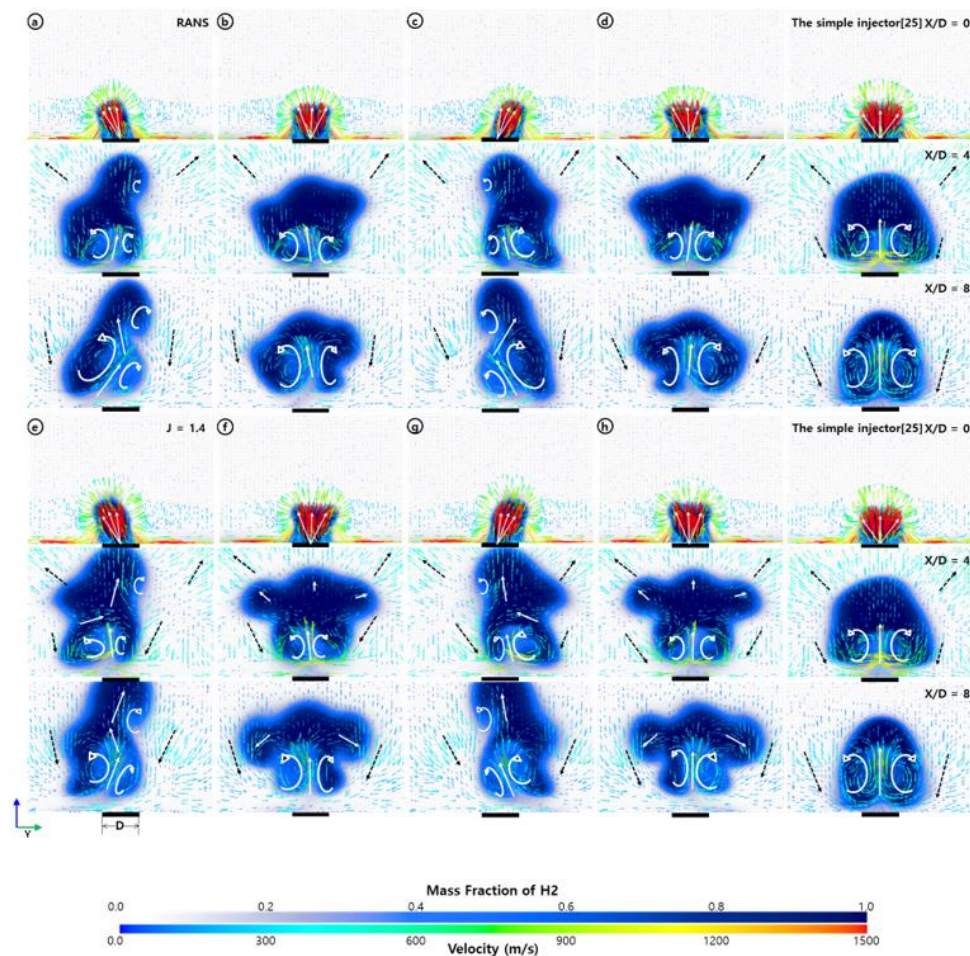 ⓐ RANS ⓑ ⓒ ⓓ The simple injector[25] X/D = 0
X/D = 4
X/D = 8
ⓔ J = 1.4 ⓕ ⓖ ⓗ The simple injector[25] X/D = 0
X/D = 4
X/D = 8
Y
D
Mass Fraction of H2
0.0 0.2 0.4 0.6 0.8 1.0
0.0 300 600 900 1200 1500
Velocity (m/s)